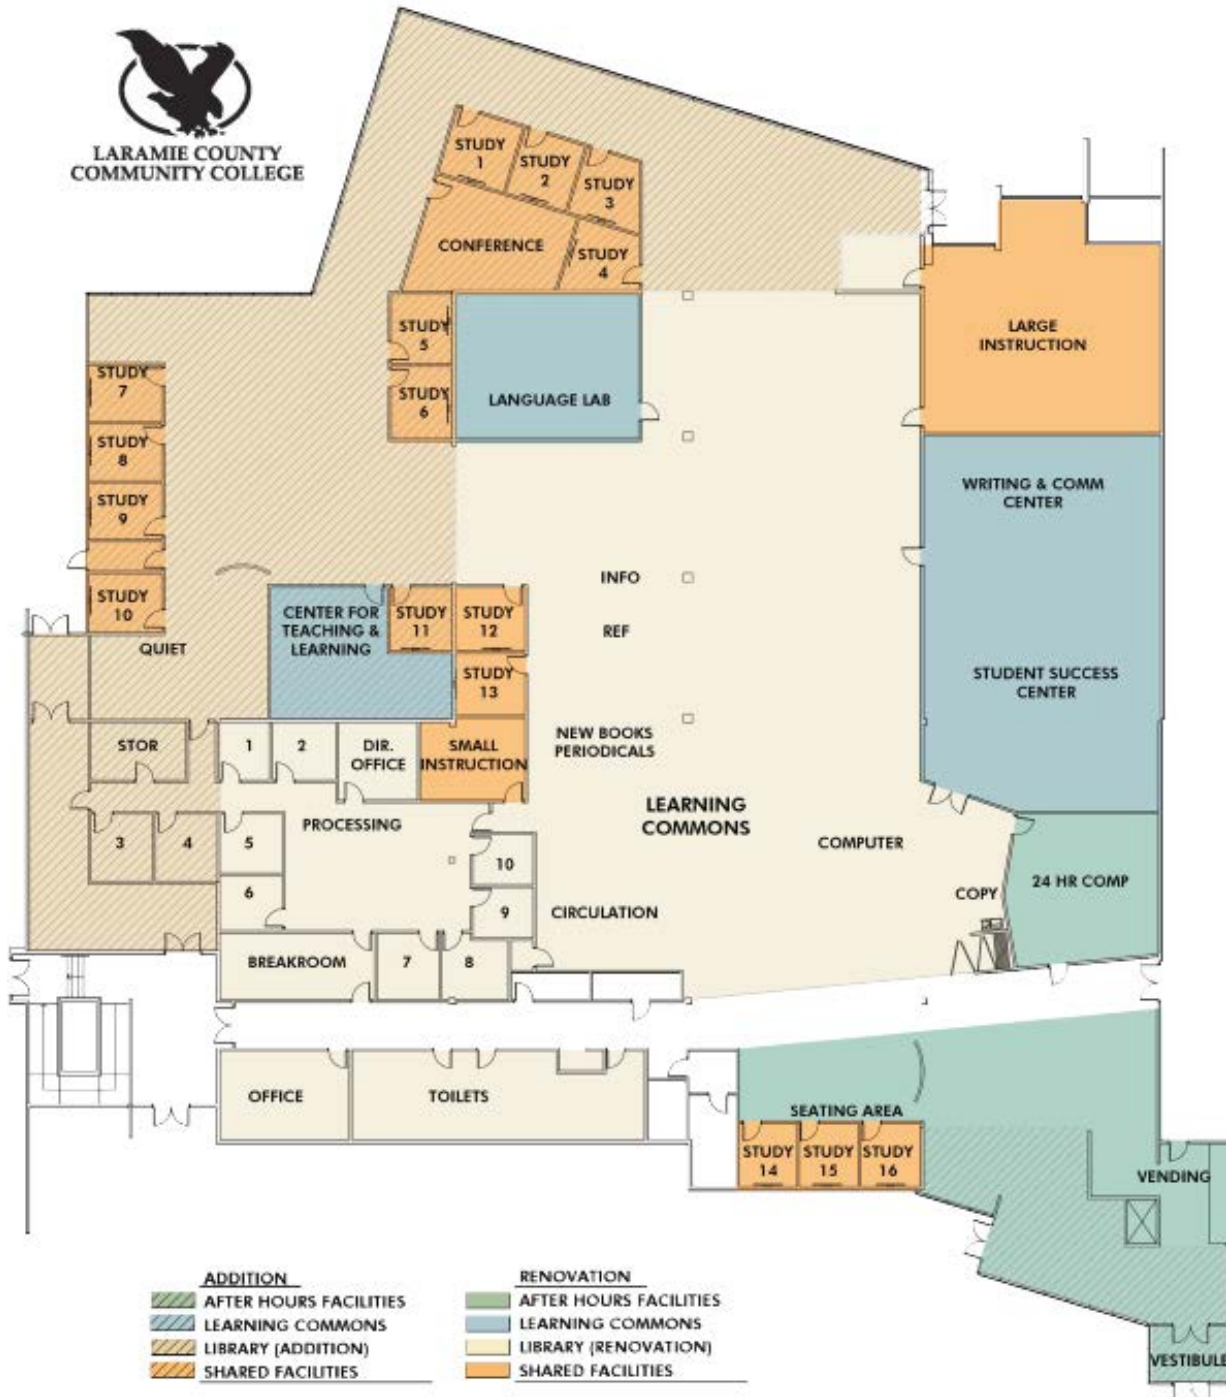 LARAMIE COUNTY
COMMUNITY COLLEGE
STUDY
1
STUDY
2
STUDY
3
CONFERENCE
STUDY
4
STUDY
5
STUDY
6
LANGUAGE LAB
LARGE
INSTRUCTION
STUDY
7
STUDY
8
STUDY
9
STUDY
10
WRITING & COMM
CENTER
INFO
REF
CENTER FOR
TEACHING &
LEARNING
STUDY
11
STUDY
12
STUDY
13
QUIET
STUDENT SUCCESS
CENTER
STOR
1
2
DIR.
OFFICE
SMALL
INSTRUCTION
NEW BOOKS
PERIODICALS
LEARNING
COMMONS
PROCESSING
COMPUTER
3
4
5
6
10
9
CIRCULATION
COPY
24 HR COMP
BREAKROOM
7
8
OFFICE
TOILETS
SEATING AREA
STUDY
14
STUDY
15
STUDY
16
VENDING
VESTIBULE
ADDITION
AFTER HOURS FACILITIES
LEARNING COMMONS
LIBRARY (ADDITION)
SHARED FACILITIES
RENOVATION
AFTER HOURS FACILITIES
LEARNING COMMONS
LIBRARY (RENOVATION)
SHARED FACILITIES